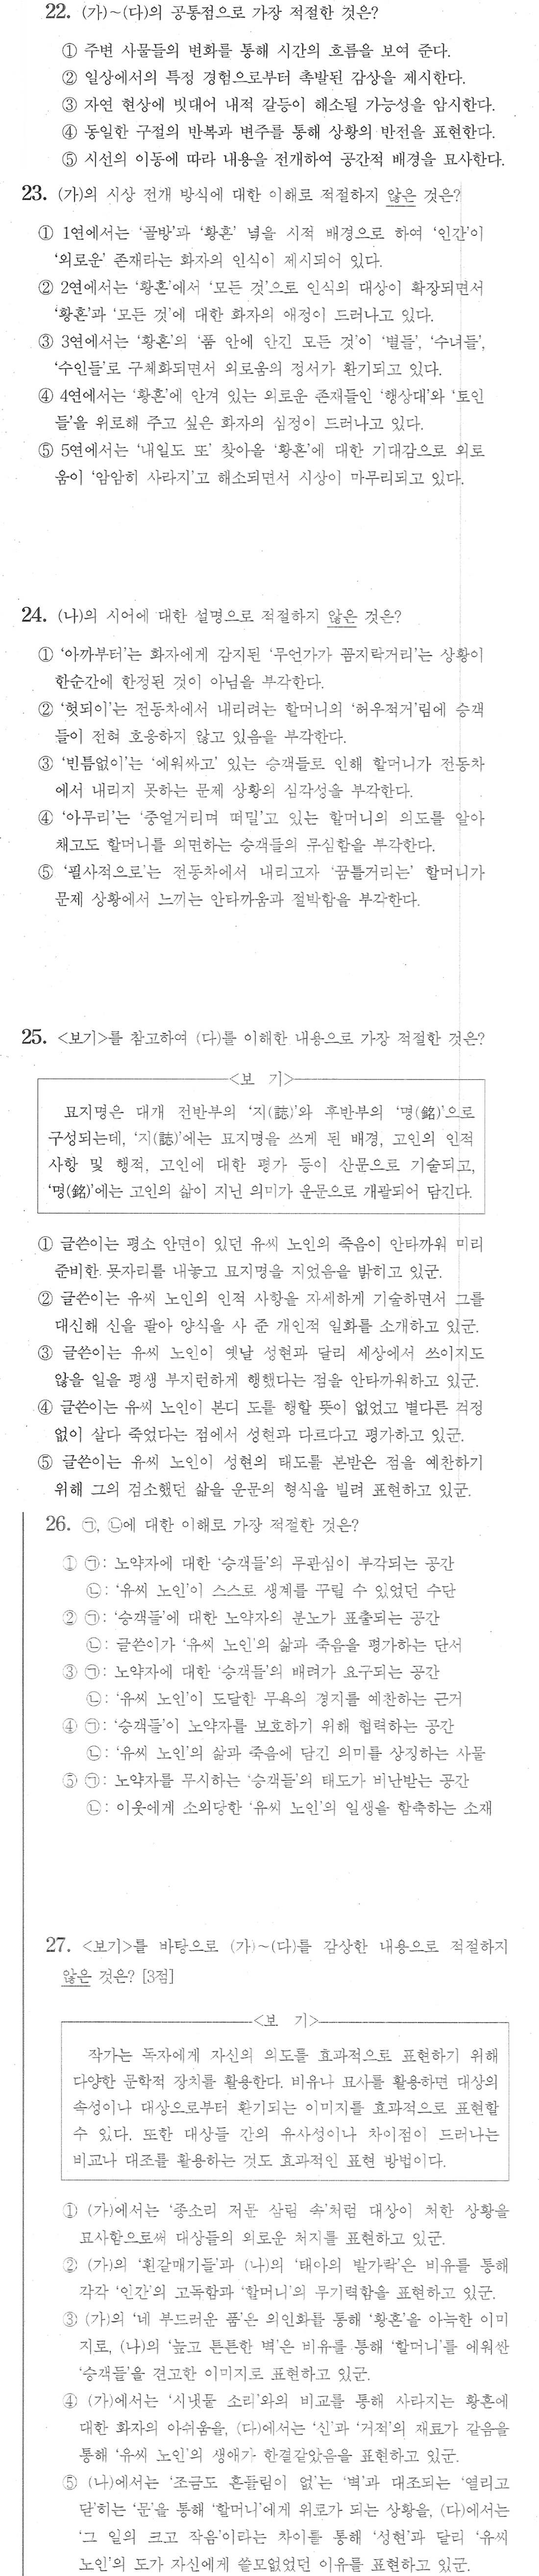 22. (가)~(다)의 공통점으로 가장 적절한 것은?
① 주변 사물들의 변화를 통해 시간의 흐름을 보여 준다.
② 일상에서의 특정 경험으로부터 촉발된 감상을 제시한다.
③ 자연 현상에 빗대어 내적 갈등이 해소될 가능성을 암시한다.
④ 동일한 구절의 반복과 변주를 통해 상황의 반전을 표현한다.
⑤ 시선의 이동에 따라 내용을 전개하여 공간적 배경을 묘사한다.
23. (가)의 시상 전개 방식에 대한 이해로 적절하지 않은 것은?
① 1연에서는 '골방'과 '황혼' 녘을 시적 배경으로 하여 '인간'이
'외로운' 존재라는 화자의 인식이 제시되어 있다.
② 2연에서는 '황혼'에서 '모든 것'으로 인식의 대상이 확장되면서
'황혼'과 '모든 것'에 대한 화자의 애정이 드러나고 있다.
③ 3연에서는 '황혼'의 '품 안에 안긴 모든 것'이 '별들', '수녀들',
'수인들'로 구체화되면서 외로움의 정서가 환기되고 있다.
④ 4연에서는 '황혼'에 안겨 있는 외로운 존재들인 '행상대'와 '토인
들'을 위로해 주고 싶은 화자의 심정이 드러나고 있다.
⑤ 5연에서는 '내일도 또' 찾아올 '황혼'에 대한 기대감으로 외로
움이 '암암히 사라지'고 해소되면서 시상이 마무리되고 있다.
24. (나)의 시어에 대한 설명으로 적절하지 않은 것은?
① '아까부터'는 화자에게 감지된 '무언가가 꼼지락거리'는 상황이
한순간에 한정된 것이 아님을 부각한다.
② '헛되이'는 전동차에서 내리려는 할머니의 '허우적거'림에 승객
들이 전혀 호응하지 않고 있음을 부각한다.
③ '빈틈없이'는 '에워싸고' 있는 승객들로 인해 할머니가 전동차
에서 내리지 못하는 문제 상황의 심각성을 부각한다.
④ '아무리'는 '중얼거리며 떠밀'고 있는 할머니의 의도를 알아
채고도 할머니를 외면하는 승객들의 무심함을 부각한다.
⑤ '필사적으로'는 전동차에서 내리고자 '꿈틀거리는' 할머니가
문제 상황에서 느끼는 안타까움과 절박함을 부각한다.
25. <보기>를 참고하여 (다)를 이해한 내용으로 가장 적절한 것은?
<보 기>
묘지명은 대개 전반부의 '지(誌)'와 후반부의 '명(銘)'으로
구성되는데, '지(誌)'에는 묘지명을 쓰게 된 배경, 고인의 인적
사항 및 행적, 고인에 대한 평가 등이 산문으로 기술되고,
'명(銘)'에는 고인의 삶이 지닌 의미가 운문으로 개괄되어 담긴다.
① 글쓴이는 평소 안면이 있던 유씨 노인의 죽음이 안타까워 미리
준비한 돗자리를 내놓고 묘지명을 지었음을 밝히고 있군.
② 글쓴이는 유씨 노인의 인적 사항을 자세하게 기술하면서 그를
대신해 신을 팔아 양식을 사 준 개인적 일화를 소개하고 있군.
③ 글쓴이는 유씨 노인이 옛날 성현과 달리 세상에서 쓰이지도
않을 일을 평생 부지런하게 행했다는 점을 안타까워하고 있군.
④ 글쓴이는 유씨 노인이 본디 도를 행할 뜻이 없었고 별다른 걱정
없이 살다 죽었다는 점에서 성현과 다르다고 평가하고 있군.
⑤ 글쓴이는 유씨 노인이 성현의 태도를 본받은 점을 예찬하기
위해 그의 검소했던 삶을 운문의 형식을 빌려 표현하고 있군.
26. ㉠, ㉡에 대한 이해로 가장 적절한 것은?
① ㉠: 노약자에 대한 '승객들'의 무관심이 부각되는 공간
㉡: '유씨 노인'이 스스로 생계를 꾸릴 수 있었던 수단
② ㉠: '승객들'에 대한 노약자의 분노가 표출되는 공간
㉡: 글쓴이가 '유씨 노인'의 삶과 죽음을 평가하는 단서
③ ㉠: 노약자에 대한 '승객들'의 배려가 요구되는 공간
㉡: '유씨 노인'이 도달한 무욕의 경지를 예찬하는 근거
④ ㉠: '승객들'이 노약자를 보호하기 위해 협력하는 공간
㉡: '유씨 노인'의 삶과 죽음에 담긴 의미를 상징하는 사물
⑤ ㉠: 노약자를 무시하는 '승객들'의 태도가 비난받는 공간
㉡: 이웃에게 소외당한 '유씨 노인'의 일생을 함축하는 소재
27. <보기>를 바탕으로 (가)~(다)를 감상한 내용으로 적절하지
않은 것은? [3점]
<보 기>
작가는 독자에게 자신의 의도를 효과적으로 표현하기 위해
다양한 문학적 장치를 활용한다. 비유나 묘사를 활용하면 대상의
속성이나 대상으로부터 환기되는 이미지를 효과적으로 표현할
수 있다. 또한 대상들 간의 유사성이나 차이점이 드러나는
비교나 대조를 활용하는 것도 효과적인 표현 방법이다.
① (가)에서는 '종소리 저문 삼림 속'처럼 대상이 처한 상황을
묘사함으로써 대상들의 외로운 처지를 표현하고 있군.
② (가)의 '흰갈매기들'과 (나)의 '태아의 발가락'은 비유를 통해
각각 '인간'의 고독함과 '할머니'의 무기력함을 표현하고 있군.
③ (가)의 '네 부드러운 품'은 의인화를 통해 '황혼'을 아늑한 이미
지로, (나)의 '높고 튼튼한 벽'은 비유를 통해 '할머니'를 에워싼
'승객들'을 견고한 이미지로 표현하고 있군.
④ (가)에서는 '시냇물 소리'와의 비교를 통해 사라지는 황혼에
대한 화자의 아쉬움을, (다)에서는 '신'과 '거적'의 재료가 같음을
통해 '유씨 노인'의 생애가 한결같았음을 표현하고 있군.
⑤ (나)에서는 '조금도 흔들림이 없'는 '벽'과 대조되는 '열리고
닫'히는 '문'을 통해 '할머니'에게 위로가 되는 상황을, (다)에서는
'그 일의 크고 작음'이라는 차이를 통해 '성현'과 달리 '유씨
노인'의 도가 자신에게 쓸모없었던 이유를 표현하고 있군.